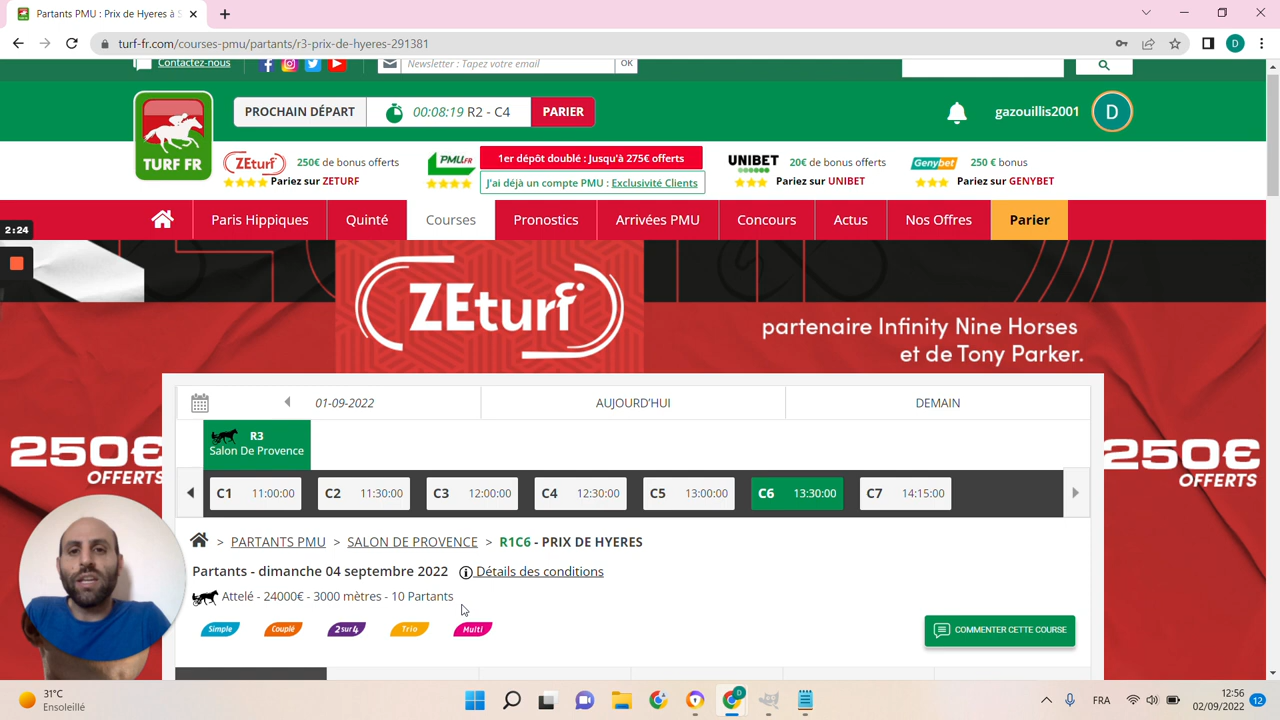 Partants PMU : Prix de Hyeres à S
turf-fr.com/courses-pmu/partants/r3-prix-de-hyeres-291381
D
Contactez-nous
Newsletter : Tapez votre email
OK
TURF FR
PROCHAIN DÉPART
00:08:19 R2 - C4
PARIER
gazouillis2001
D
ZEturf
250€ de bonus offerts
Pariez sur ZETURF
PMU.FR
1er dépôt doublé : Jusqu'à 275€ offerts
J'ai déjà un compte PMU : Exclusivité Clients
UNIBET
20€ de bonus offerts
Pariez sur UNIBET
Genybet
250 € bonus
Pariez sur GENYBET
Paris Hippiques
Quinté
Courses
Pronostics
Arrivées PMU
Concours
Actus
Nos Offres
Parier
2:24
ZEturf
partenaire Infinity Nine Horses
et de Tony Parker.
01-09-2022
AUJOURD'HUI
DEMAIN
R3
Salon De Provence
250€
OFFERTS
250€
OFFERTS
C1 11:00:00
C2 11:30:00
C3 12:00:00
C4 12:30:00
C5 13:00:00
C6 13:30:00
C7 14:15:00
> PARTANTS PMU > SALON DE PROVENCE > R1C6 - PRIX DE HYERES
Partants - dimanche 04 septembre 2022
Détails des conditions
Attelé - 24000€ - 3000 mètres - 10 Partants
Simple
Couplé
2 sur 4
Trio
Multi
COMMENTER CETTE COURSE
31°C
Ensoleillé
D
FRA
12:56
02/09/2022
12